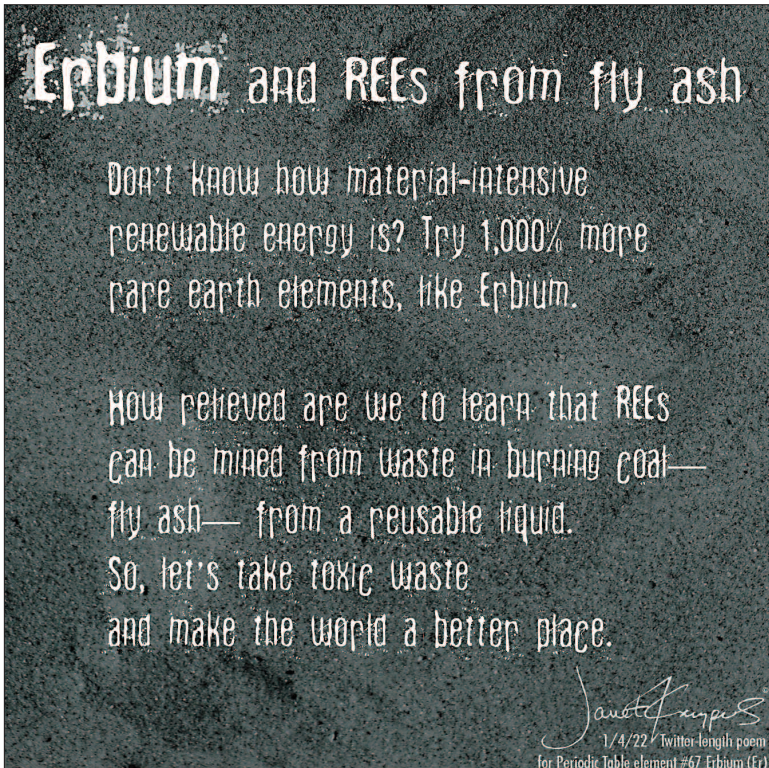 Erbium and REEs from fly ash
Don't know how material-intensive
renewable energy is? Try 1,000% more
rare earth elements, like Erbium.
How relieved are we to learn that REEs
can be mined from waste in burning coal—
fly ash— from a reusable liquid.
So, let's take toxic waste
and make the world a better place.
Janet Kuypers ©
1/4/22 Twitter-length poem
for Periodic Table element #67 Erbium (Er)